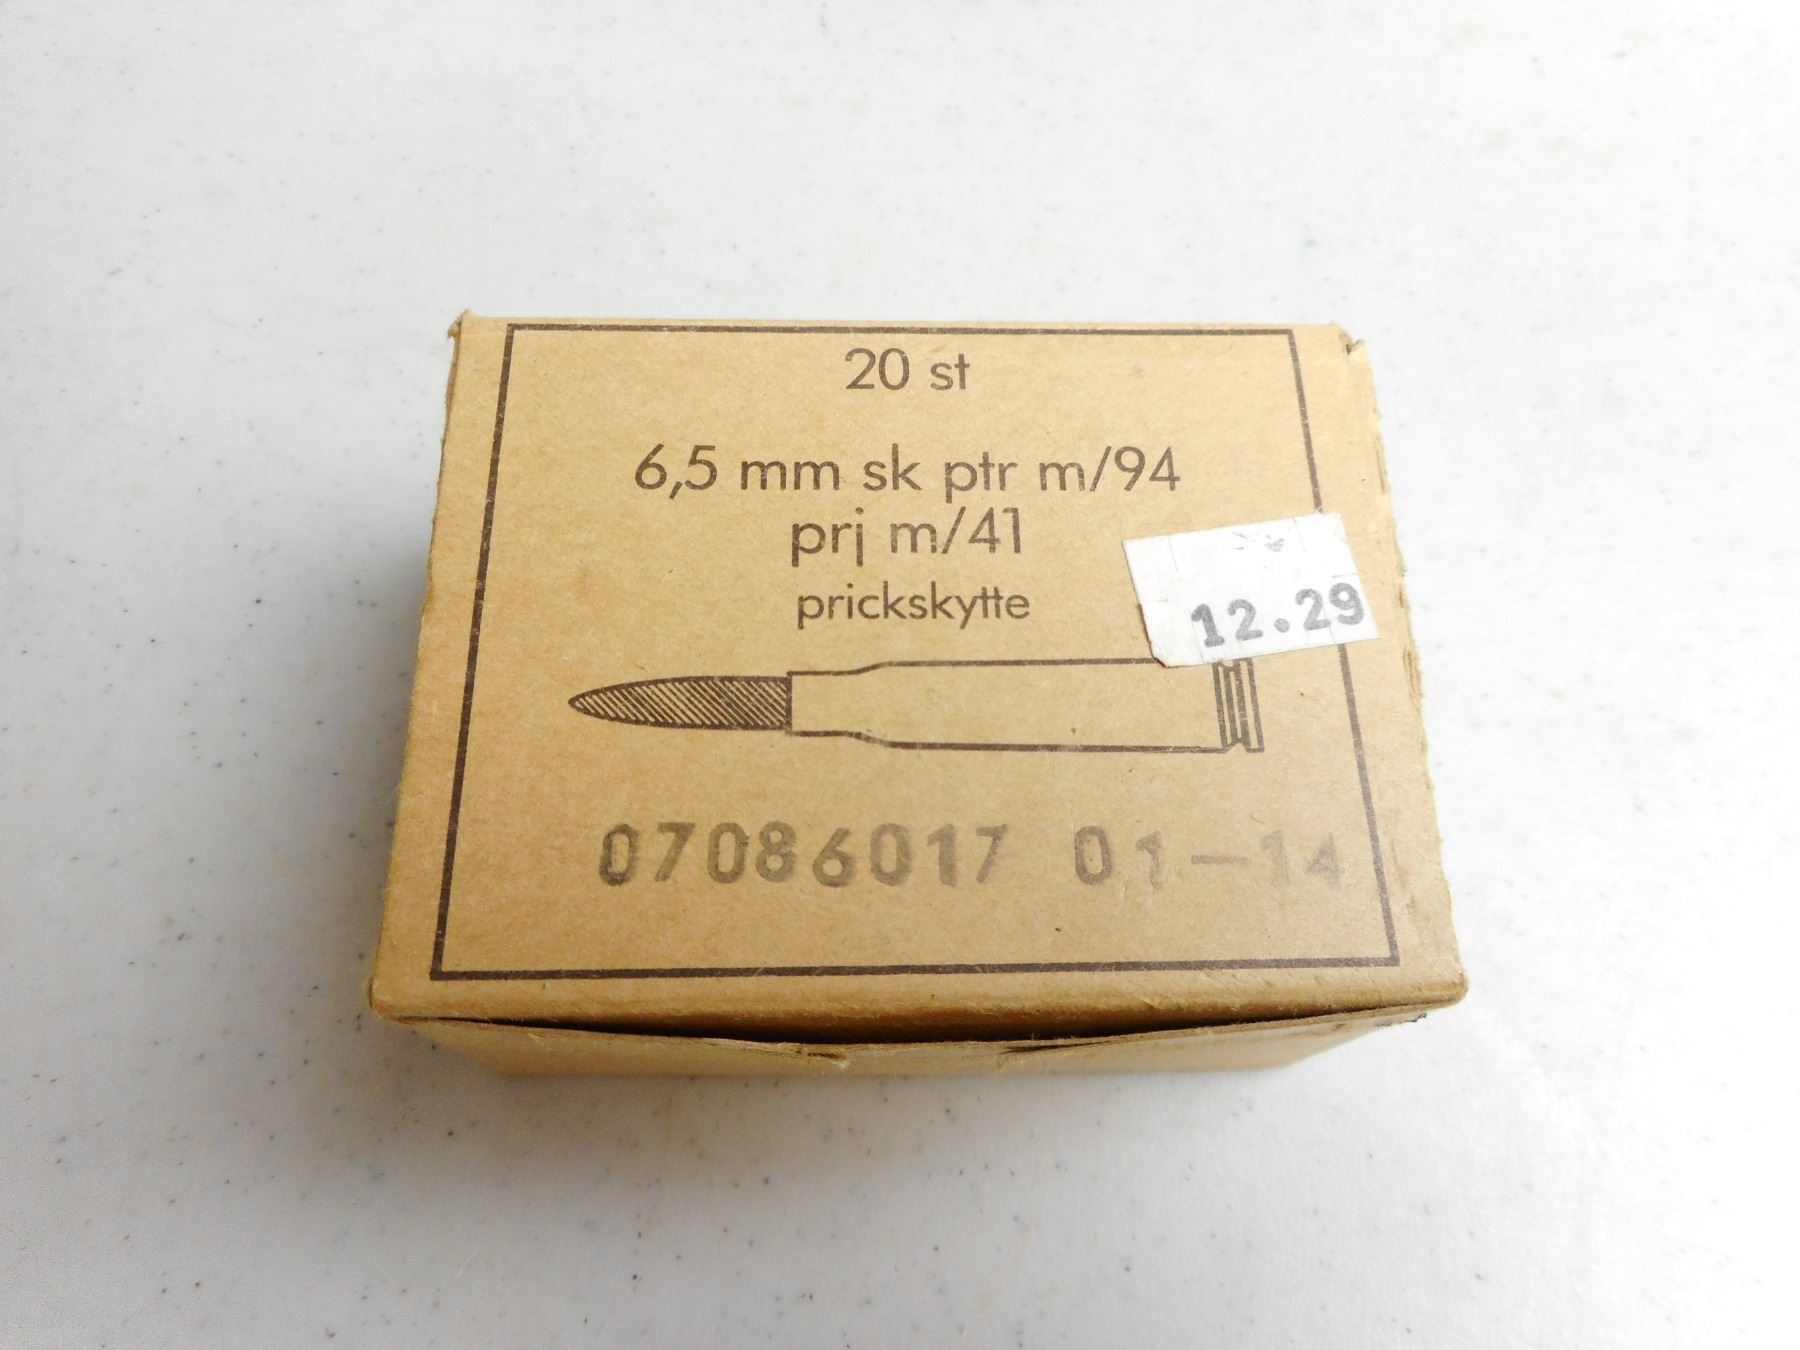 20 st
6,5 mm sk ptr m/94
prj m/41
prickskytte
12.29
07086017 01-14